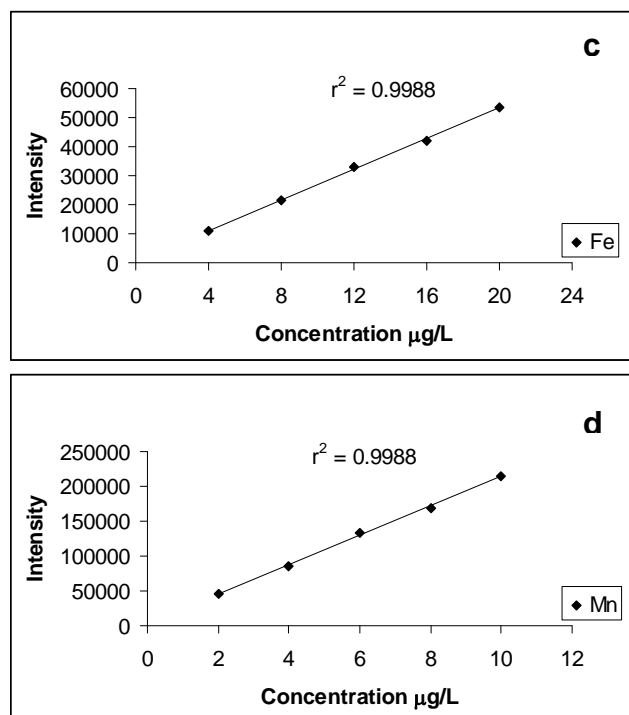 c
r² = 0.9988
60000
50000
40000
30000
20000
10000
0
Intensity
Fe
0 4 8 12 16 20 24
Concentration µg/L
d
r² = 0.9988
250000
200000
150000
100000
50000
0
Intensity
Mn
0 2 4 6 8 10 12
Concentration µg/L